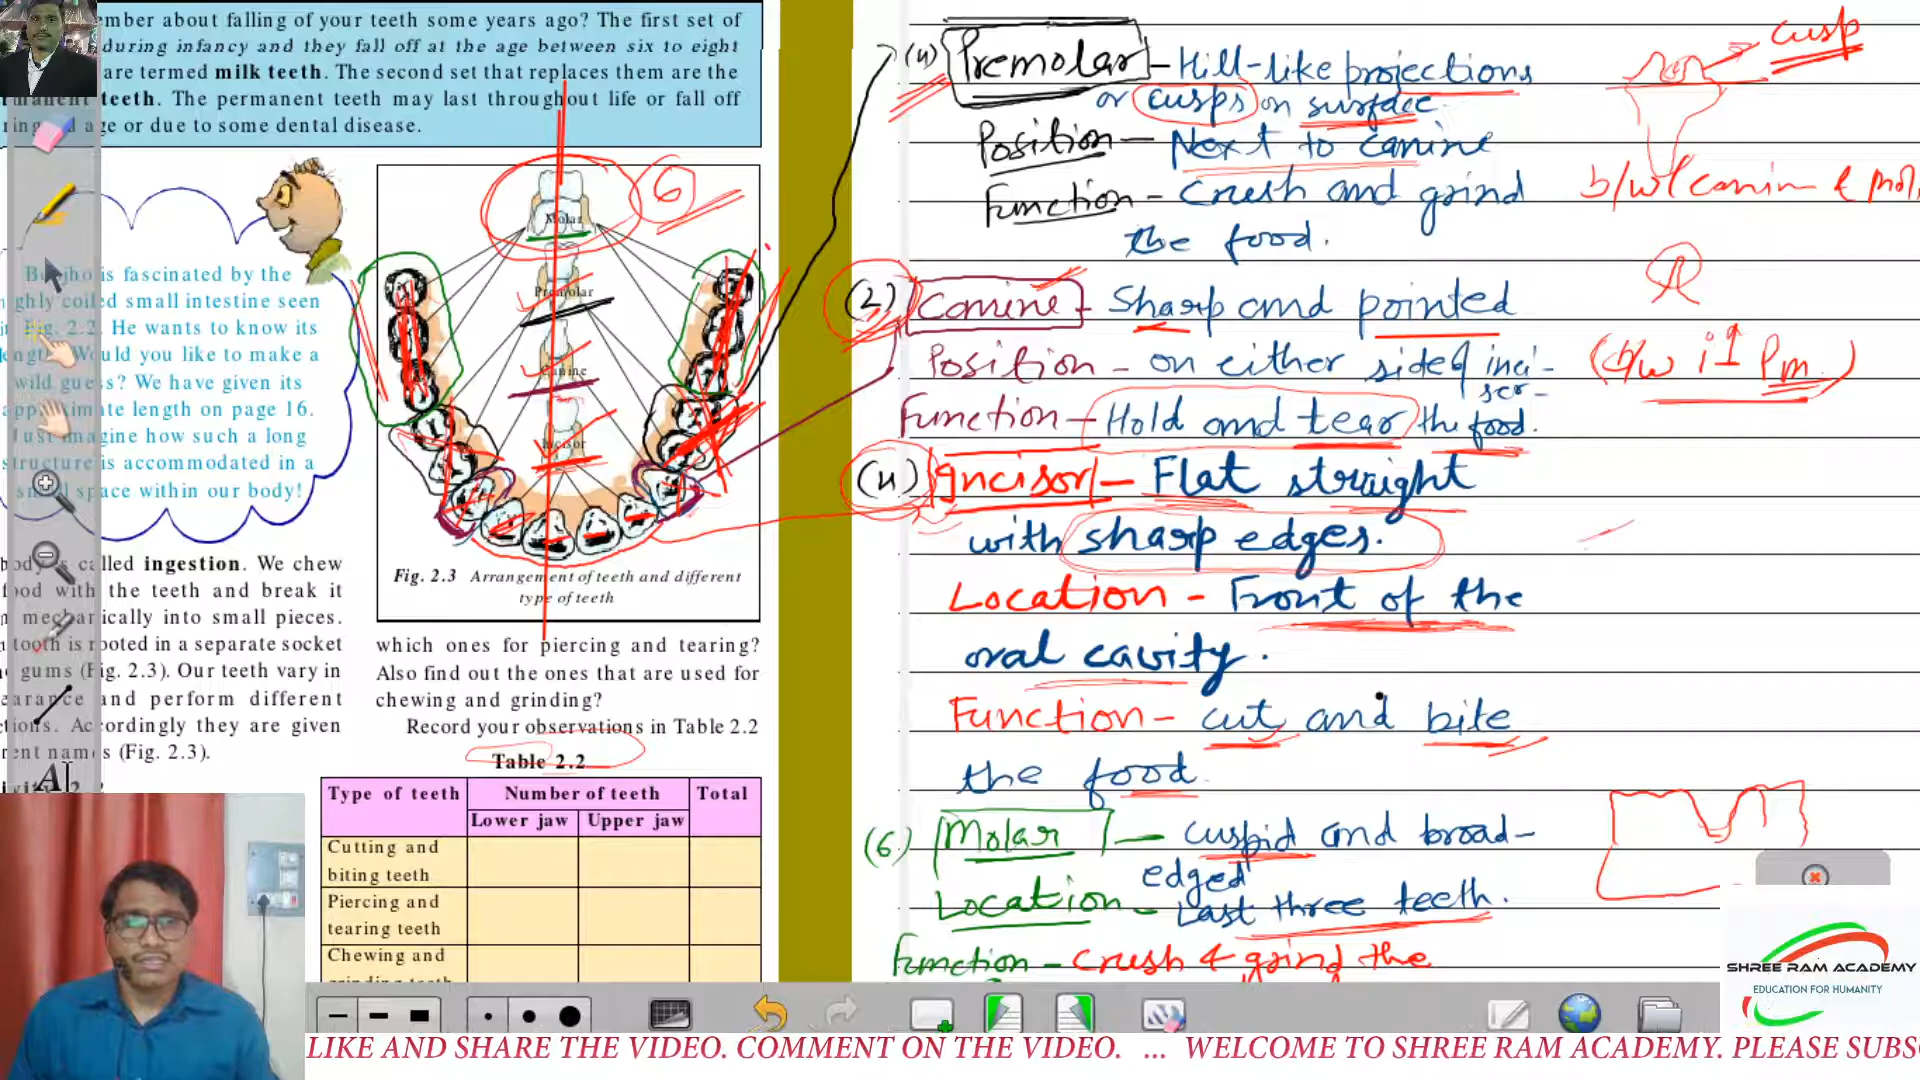 ember about falling of your teeth some years ago? The first set of
during infancy and they fall off at the age between six to eight
are termed milk teeth. The second set that replaces them are the
teeth. The permanent teeth may last throughout life or fall off
age or due to some dental disease.
is fascinated by the
coiled small intestine seen
Fig. 2.2. He wants to know its
Would you like to make a
wild guess? We have given its
length on page 16.
Just imagine how such a long
structure is accommodated in a
small space within our body!
Molar
6
Premolar
Canine
Incisor
Fig. 2.3 Arrangement of teeth and different
type of teeth
body is called ingestion. We chew
food with the teeth and break it
mechanically into small pieces.
tooth is rooted in a separate socket
gums (Fig. 2.3). Our teeth vary in
and perform different
Accordingly they are given
names (Fig. 2.3).
which ones for piercing and tearing?
Also find out the ones that are used for
chewing and grinding?
Record your observations in Table 2.2
Table 2.2
Type of teeth Number of teeth Total
Lower jaw Upper jaw
Cutting and
biting teeth
Piercing and
tearing teeth
Chewing and
(4) Premolar - Hill-like projections
or cusps on surface.
cusp
Position - Next to canine
b/w canin &
Function - Crush and grind
the food.
(2) Canine - Sharp and pointed
Position - on either side of inci-
ser-
(b/w i & Pm)
Function - Hold and tear the food.
(4) Incisor - Flat straight
with sharp edges.
Location - Front of the
oral cavity.
Function - cut and bite
the food.
(6) Molar - cuspid and broad-
edged
Location - Last three teeth.
Function - crush & grind the
SHREE RAM ACADEMY
EDUCATION FOR HUMANITY
LIKE AND SHARE THE VIDEO. COMMENT ON THE VIDEO. ... WELCOME TO SHREE RAM ACADEMY. PLEASE SUBS